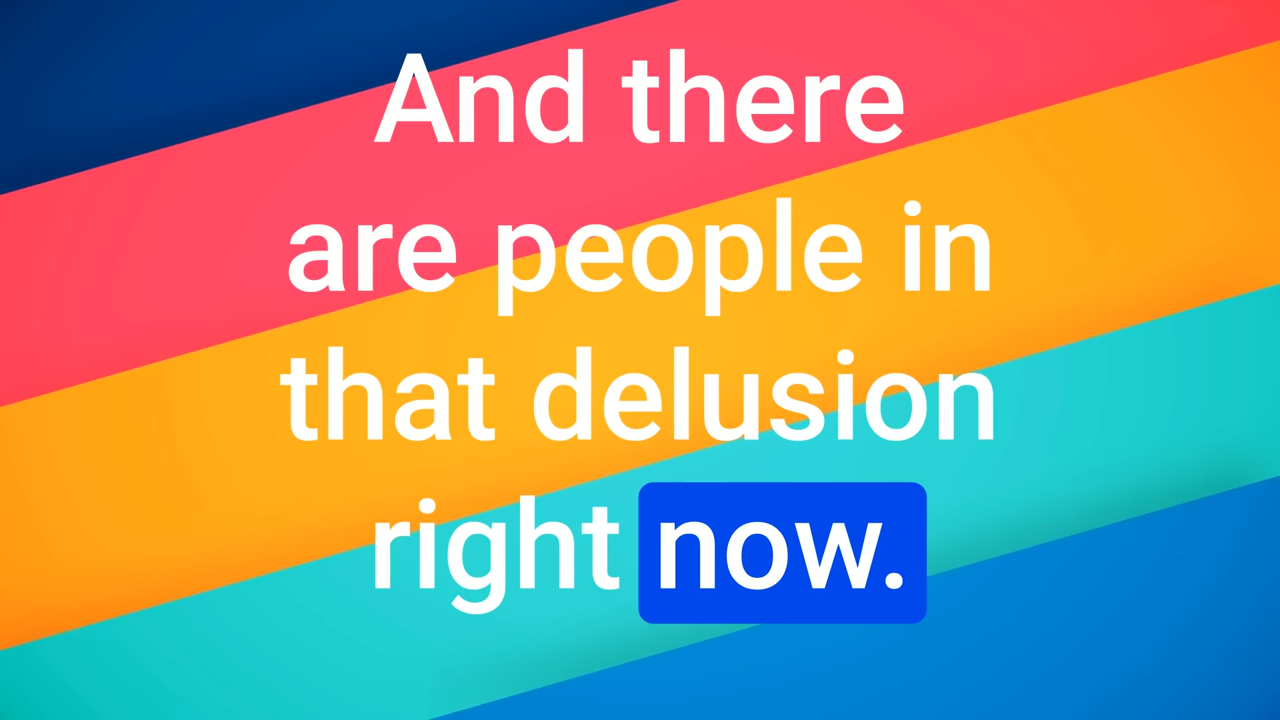 And there
are people in
that delusion
right now.